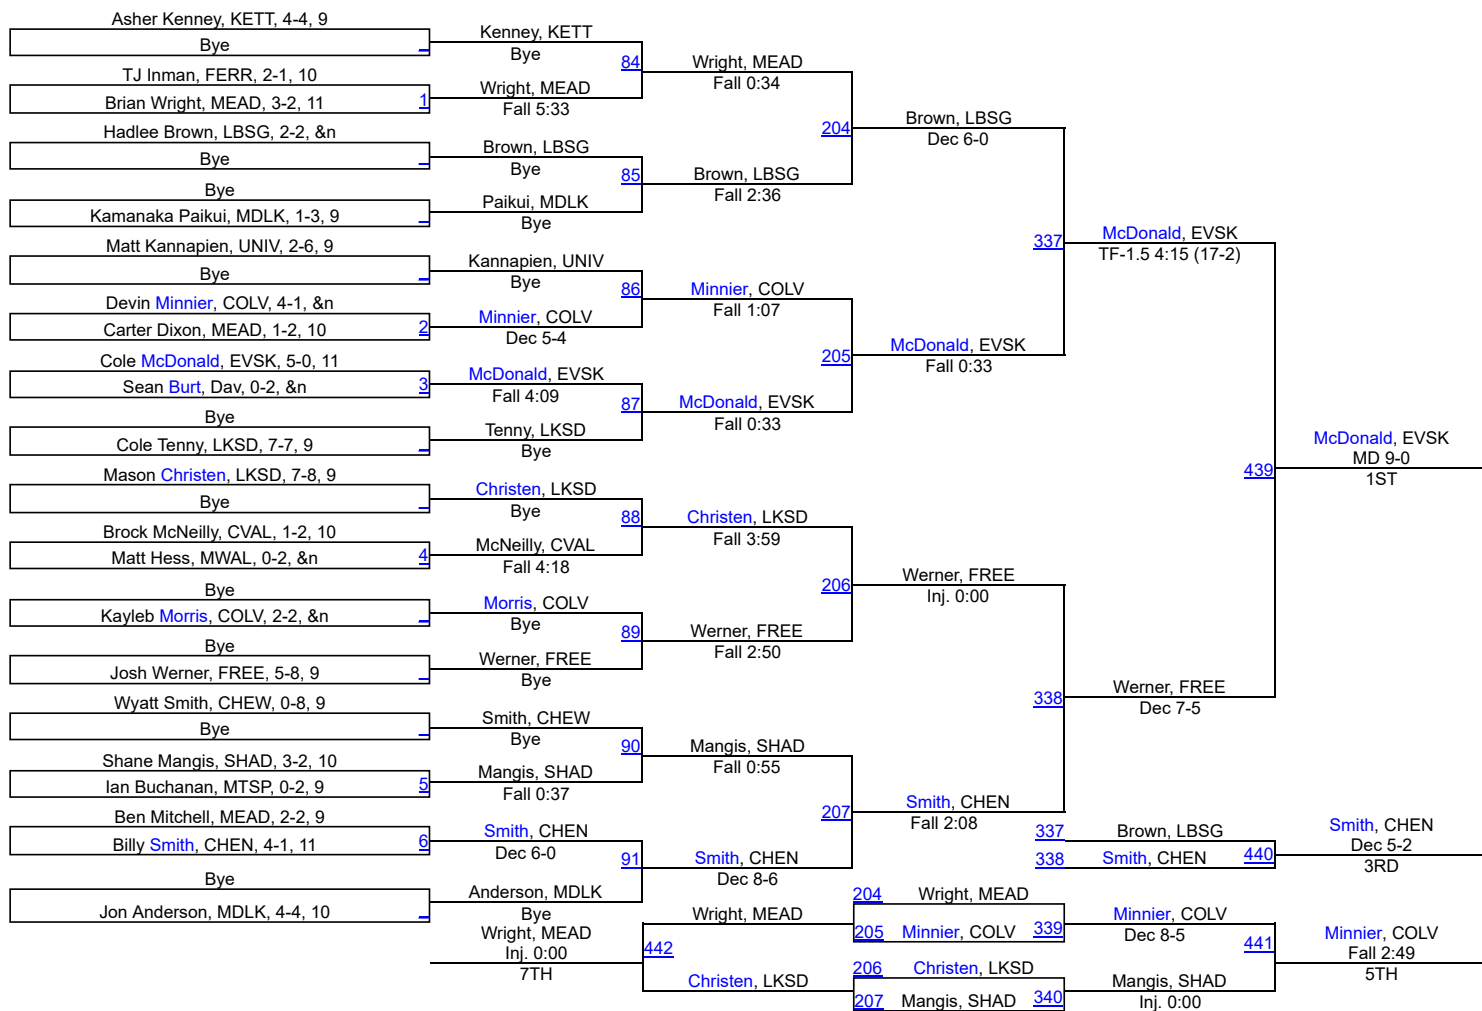 Asher Kenney, KETT, 4-4, 9
Bye
TJ Inman, FERR, 2-1, 10
Brian Wright, MEAD, 3-2, 11
1
Hadlee Brown, LBSG, 2-2, &n
Bye
Bye
Kamanaka Paikui, MDLK, 1-3, 9
Matt Kannapien, UNIV, 2-6, 9
Bye
Devin Minnier, COLV, 4-1, &n
Carter Dixon, MEAD, 1-2, 10
2
Cole McDonald, EVSK, 5-0, 11
Sean Burt, Dav, 0-2, &n
3
Bye
Cole Tenny, LKSD, 7-7, 9
Mason Christen, LKSD, 7-8, 9
Bye
Brock McNeilly, CVAL, 1-2, 10
Matt Hess, MWAL, 0-2, &n
4
Bye
Kayleb Morris, COLV, 2-2, &n
Bye
Josh Werner, FREE, 5-8, 9
Wyatt Smith, CHEW, 0-8, 9
Bye
Shane Mangis, SHAD, 3-2, 10
Ian Buchanan, MTSP, 0-2, 9
5
Ben Mitchell, MEAD, 2-2, 9
Billy Smith, CHEN, 4-1, 11
6
Bye
Jon Anderson, MDLK, 4-4, 10
Kenney, KETT
Bye
84
Wright, MEAD
Fall 5:33
Brown, LBSG
Bye
85
Paikui, MDLK
Bye
Kannapien, UNIV
Bye
86
Minnier, COLV
Dec 5-4
McDonald, EVSK
Fall 4:09
87
Tenny, LKSD
Bye
Christen, LKSD
Bye
88
McNeilly, CVAL
Fall 4:18
Morris, COLV
Bye
89
Werner, FREE
Bye
Smith, CHEW
Bye
90
Mangis, SHAD
Fall 0:37
Smith, CHEN
Dec 6-0
91
Anderson, MDLK
Bye
Wright, MEAD
Inj. 0:00
7TH
Wright, MEAD
Fall 0:34
204
Brown, LBSG
Fall 2:36
Minnier, COLV
Fall 1:07
205
McDonald, EVSK
Fall 0:33
Christen, LKSD
Fall 3:59
206
Werner, FREE
Fall 2:50
Mangis, SHAD
Fall 0:55
207
Smith, CHEN
Dec 8-6
Wright, MEAD
442
Christen, LKSD
Brown, LBSG
Dec 6-0
337
McDonald, EVSK
Fall 0:33
Werner, FREE
Inj. 0:00
338
Smith, CHEN
Fall 2:08
204 Wright, MEAD
205 Minnier, COLV 339
206 Christen, LKSD
207 Mangis, SHAD 340
McDonald, EVSK
TF-1.5 4:15 (17-2)
439
Werner, FREE
Dec 7-5
337 Brown, LBSG
338 Smith, CHEN 440
Minnier, COLV
Dec 8-5
441
Mangis, SHAD
Inj. 0:00
McDonald, EVSK
MD 9-0
1ST
Smith, CHEN
Dec 5-2
3RD
Minnier, COLV
Fall 2:49
5TH